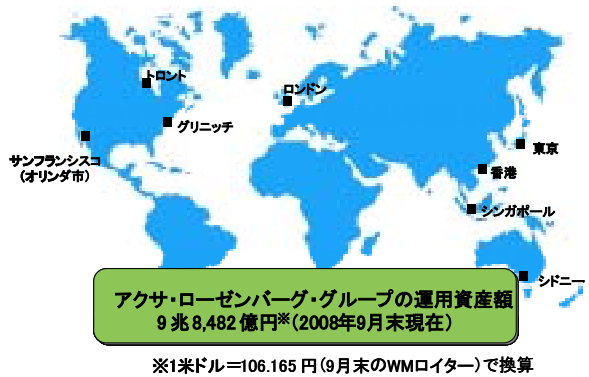 トロント
ロンドン
グリニッチ
サンフランシスコ
（オリンダ市）
東京
香港
シンガポール
シドニー
アクサ・ローゼンバーグ・グループの運用資産額
9兆8,482億円※（2008年9月末現在）
※1米ドル＝106.165円（9月末のWMロイター）で換算